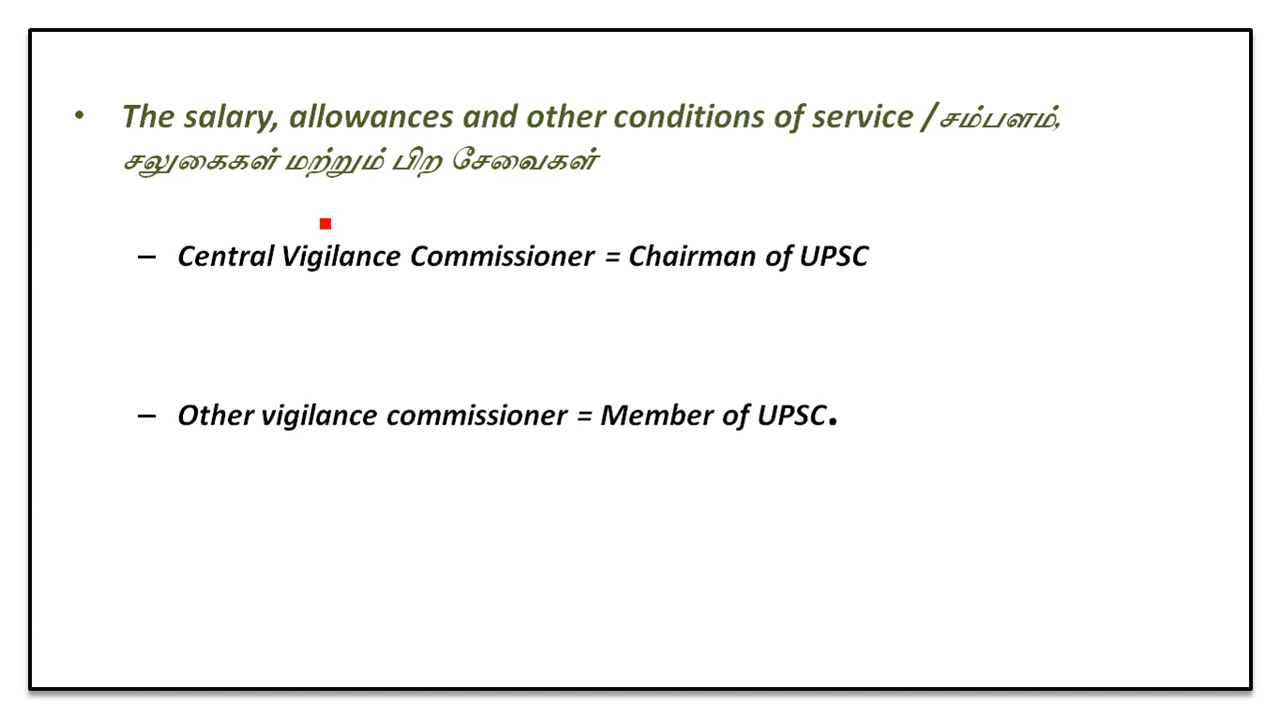 • The salary, allowances and other conditions of service / சம்பளம்,
சலுகைகள் மற்றும் பிற சேவைகள்
– Central Vigilance Commissioner = Chairman of UPSC
– Other vigilance commissioner = Member of UPSC.